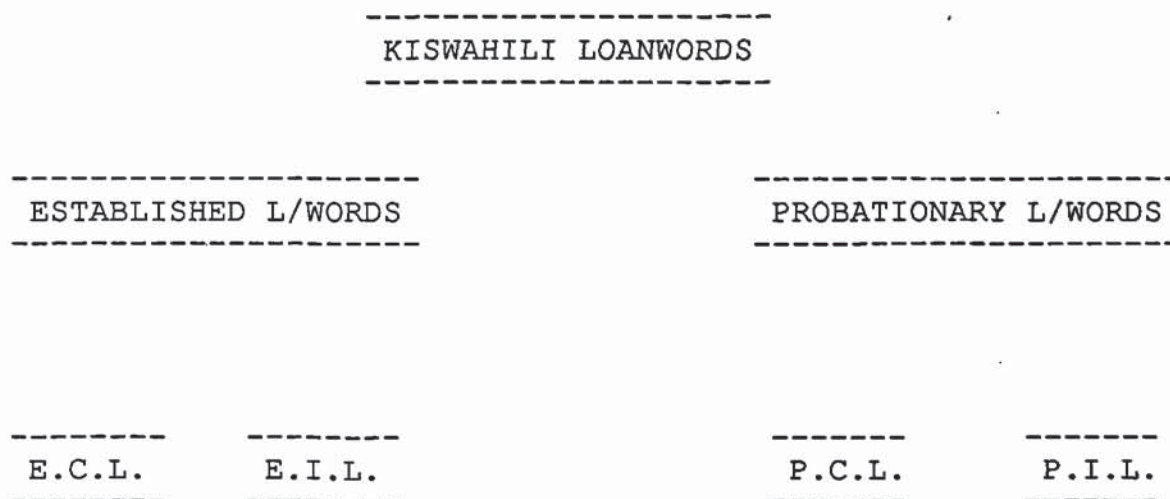 KISWAHILI LOANWORDS
ESTABLISHED L/WORDS PROBATIONARY L/WORDS
E.C.L. E.I.L. P.C.L. P.I.L.